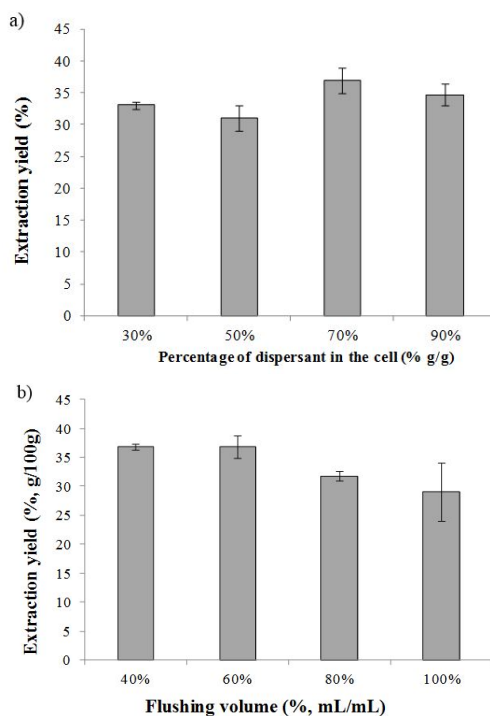 a)
Extraction yield (%)
45
40
35
30
25
20
15
10
5
0
30% 50% 70% 90%
Percentage of dispersant in the cell (% g/g)
b)
Extraction yield (%, g/100g)
45
40
35
30
25
20
15
10
5
0
40% 60% 80% 100%
Flushing volume (%, mL/mL)